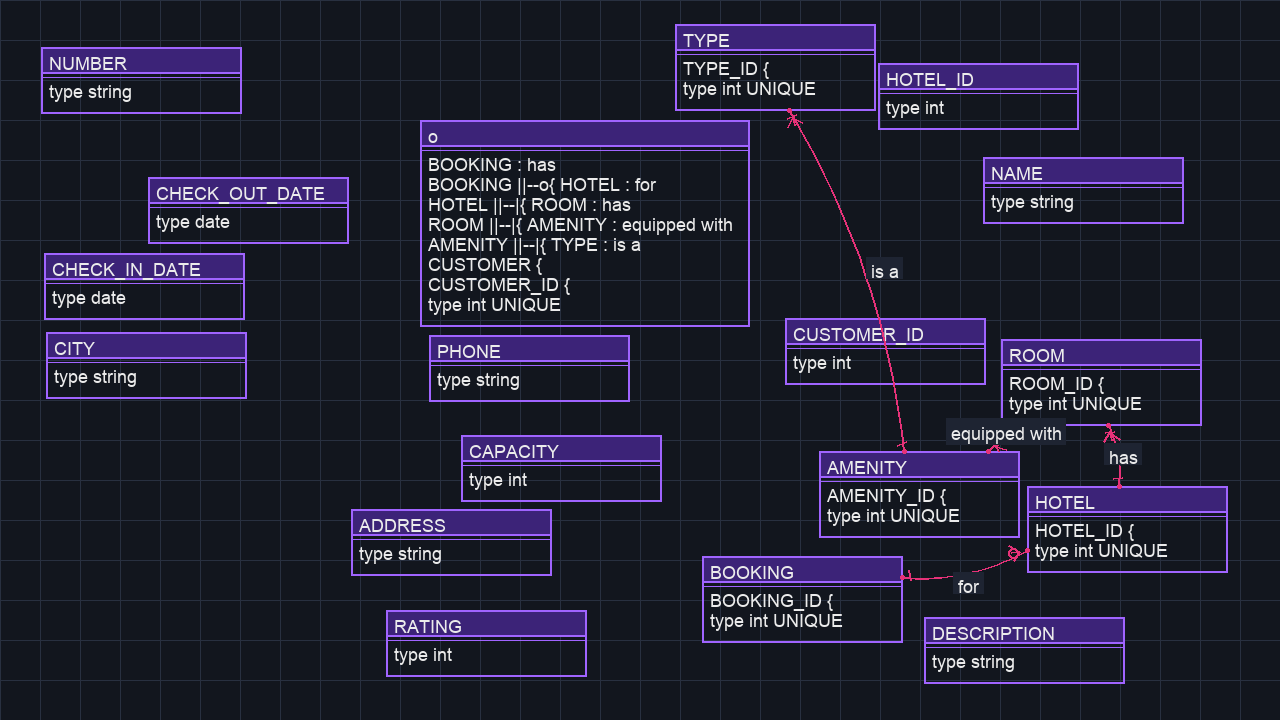 TYPE
TYPE_ID {
type int UNIQUE
NUMBER
type string
HOTEL_ID
type int
o
BOOKING : has
BOOKING ||--o{ HOTEL : for
HOTEL ||--|{ ROOM : has
ROOM ||--|{ AMENITY : equipped with
AMENITY ||--|{ TYPE : is a
CUSTOMER {
CUSTOMER_ID {
type int UNIQUE
NAME
type string
CHECK_OUT_DATE
type date
CHECK_IN_DATE
type date
is a
CITY
type string
PHONE
type string
CUSTOMER_ID
type int
ROOM
ROOM_ID {
type int UNIQUE
equipped with
has
CAPACITY
type int
AMENITY
AMENITY_ID {
type int UNIQUE
HOTEL
HOTEL_ID {
type int UNIQUE
ADDRESS
type string
BOOKING
BOOKING_ID {
type int UNIQUE
for
RATING
type int
DESCRIPTION
type string